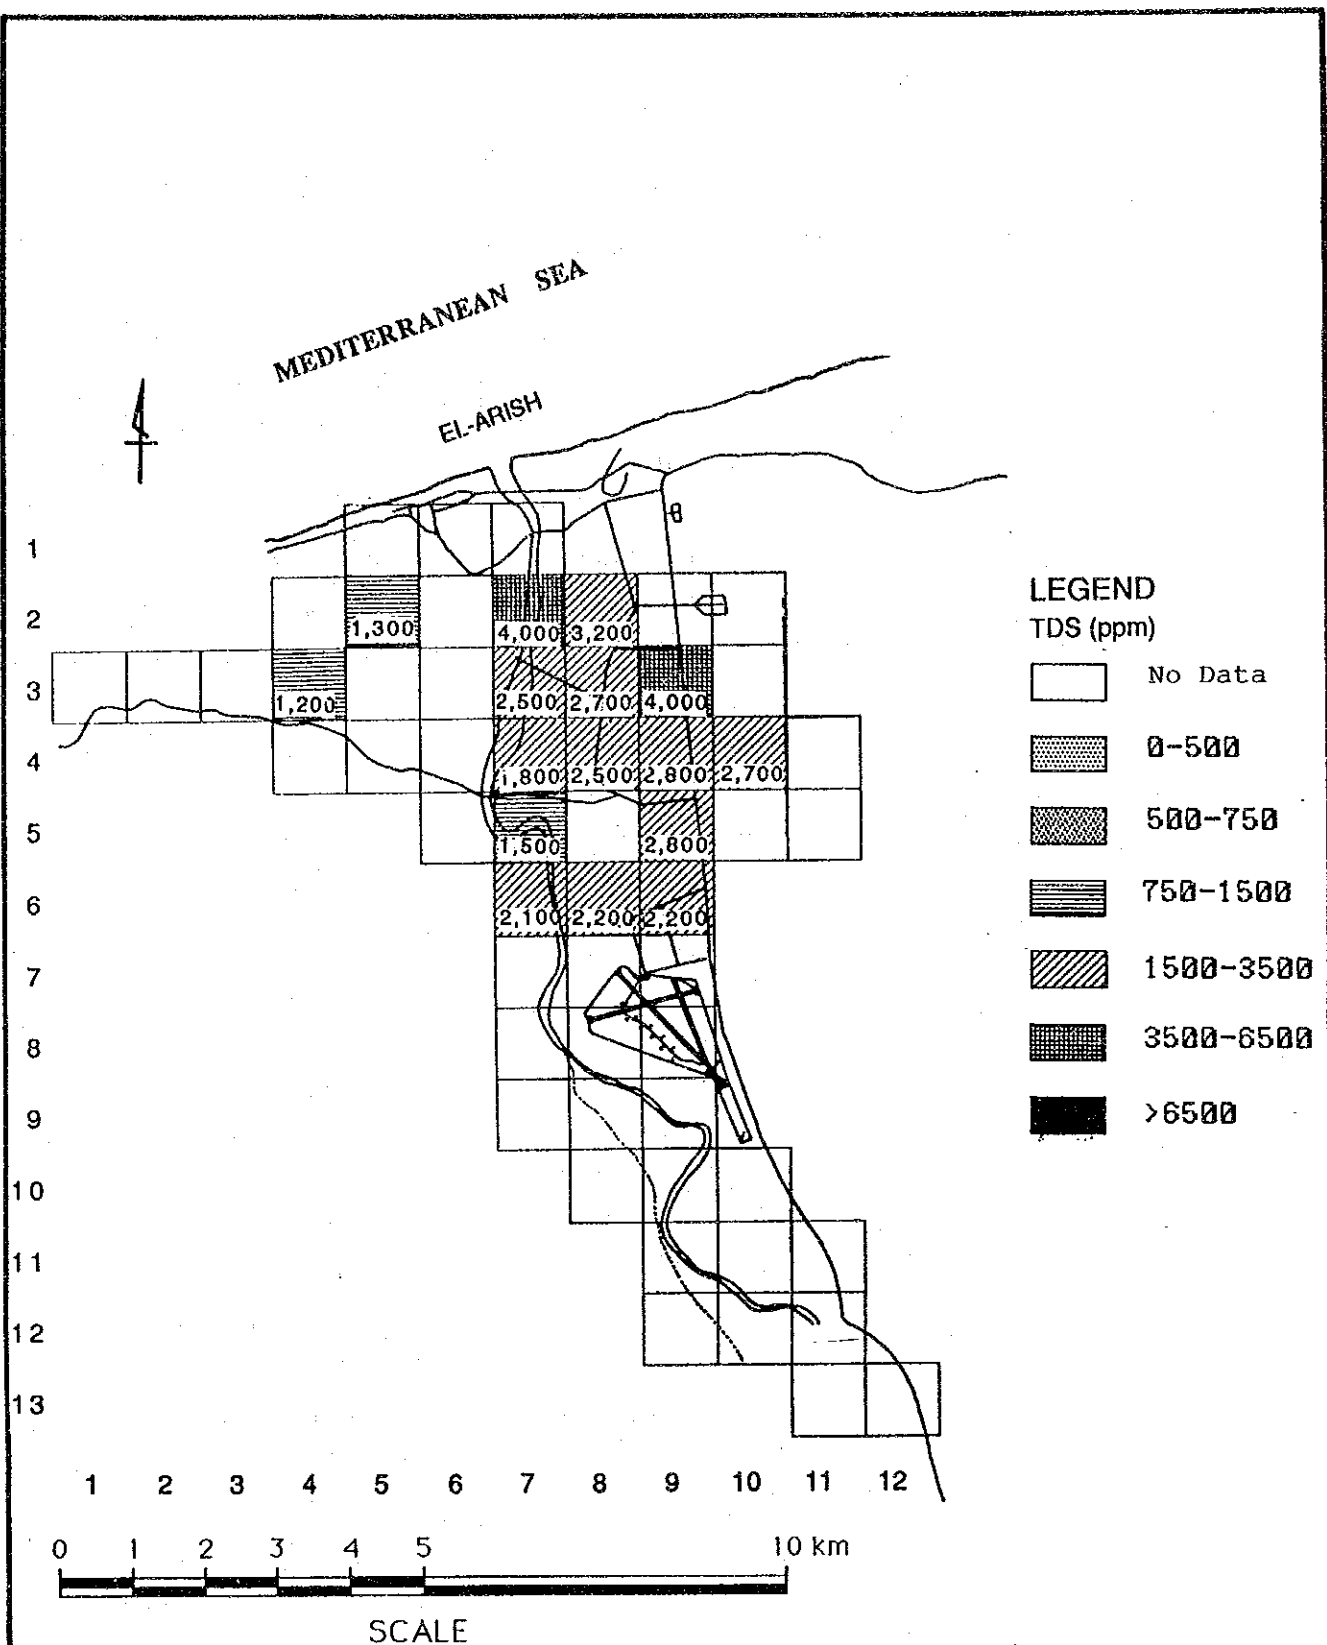 MEDITERRANEAN SEA
EL-ARISH
1
2
3
4
5
6
7
8
9
10
11
12
13
1,300
4,000 3,200
1,200
2,500 2,700 4,000
1,800 2,500 2,800 2,700
1,500
2,800
2,100 2,200 2,200
LEGEND
TDS (ppm)
No Data
0-500
500-750
750-1500
1500-3500
3500-6500
>6500
1 2 3 4 5 6 7 8 9 10 11 12
0 1 2 3 4 5 10 km
SCALE